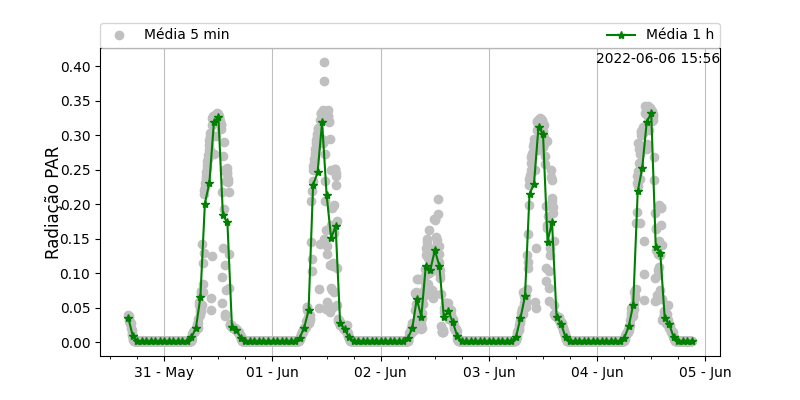 Média 5 min
Média 1 h
2022-06-06 15:56
Radiação PAR
0.40
0.35
0.30
0.25
0.20
0.15
0.10
0.05
0.00
31 - May
01 - Jun
02 - Jun
03 - Jun
04 - Jun
05 - Jun